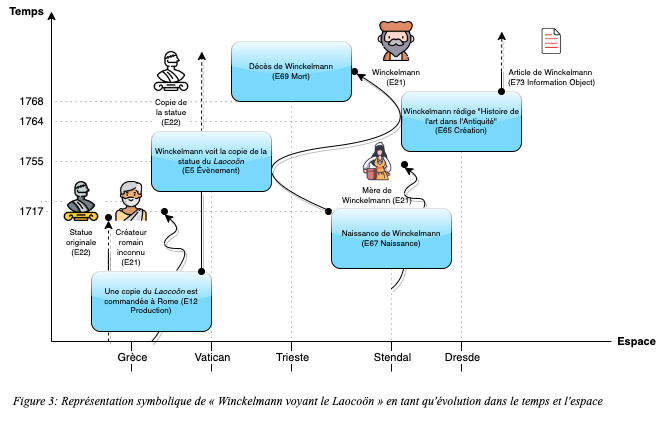 Temps
Décès de Winckelmann
(E69 Mort)
Winckelmann
(E21)
Article de Winckelmann
(E73 Information Object)
Copie de
la statue
(E22)
1768
1764
Winckelmann rédige "Histoire de
l'art dans l'Antiquité"
(E65 Création)
Winckelmann voit la copie de la
statue du Laocoön
(E5 Évènement)
1755
Mère de
Winckelmann (E21)
1717
Statue
originale
(E22)
Créateur
romain
inconnu
(E21)
Naissance de Winckelmann
(E67 Naissance)
Une copie du Laocoön est
commandée à Rome (E12
Production)
Espace
Grèce
Vatican
Trieste
Stendal
Dresde
Figure 3: Représentation symbolique de « Winckelmann voyant le Laocoön » en tant qu'évolution dans le temps et l'espace